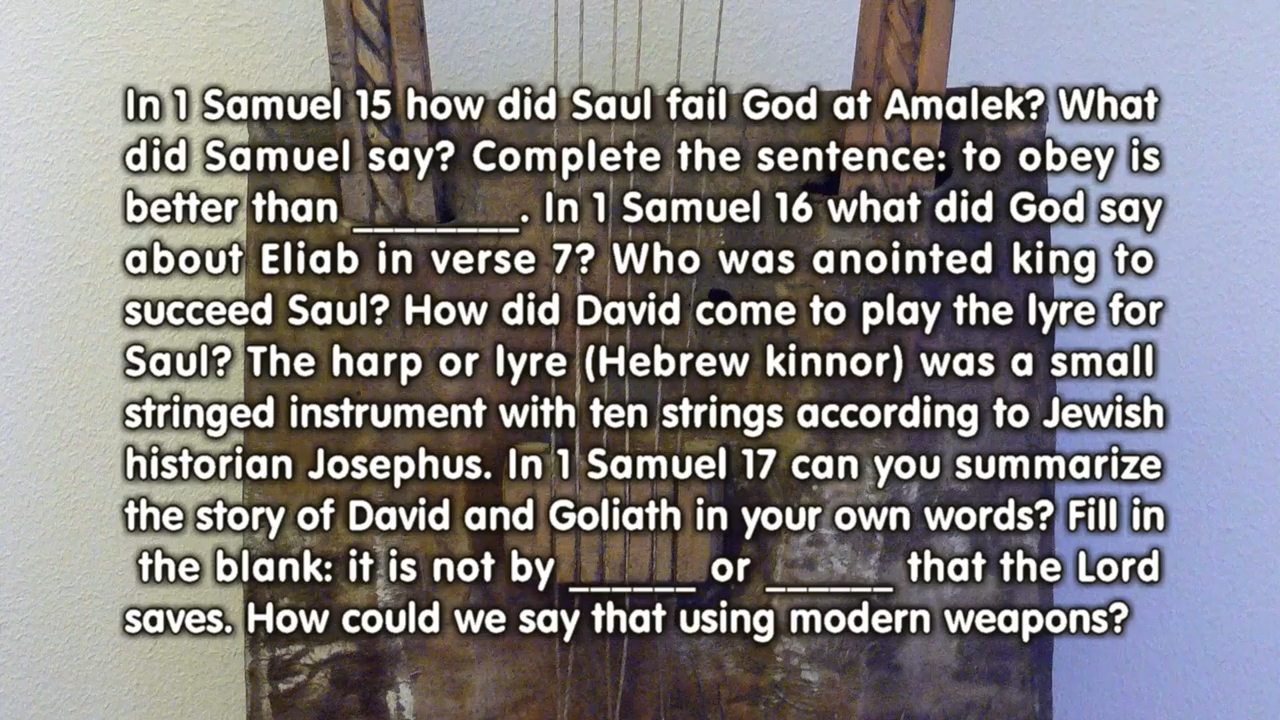 In 1 Samuel 15 how did Saul fail God at Amalek? What
did Samuel say? Complete the sentence: to obey is
better than ________. In 1 Samuel 16 what did God say
about Eliab in verse 7? Who was anointed king to
succeed Saul? How did David come to play the lyre for
Saul? The harp or lyre (Hebrew kinnor) was a small
stringed instrument with ten strings according to Jewish
historian Josephus. In 1 Samuel 17 can you summarize
the story of David and Goliath in your own words? Fill in
the blank: it is not by ______ or ______ that the Lord
saves. How could we say that using modern weapons?